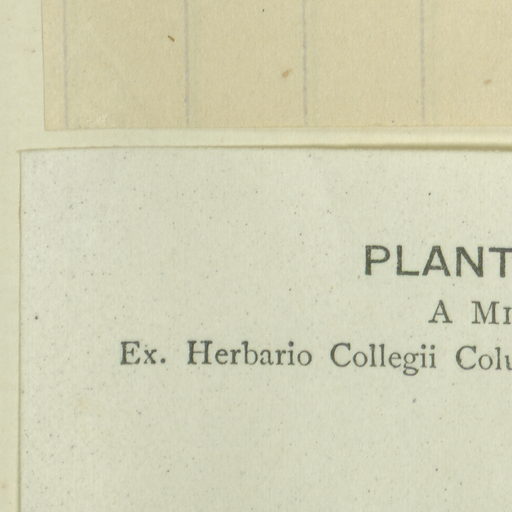 PLANT
A Mi
Ex. Herbario Collegii Colu